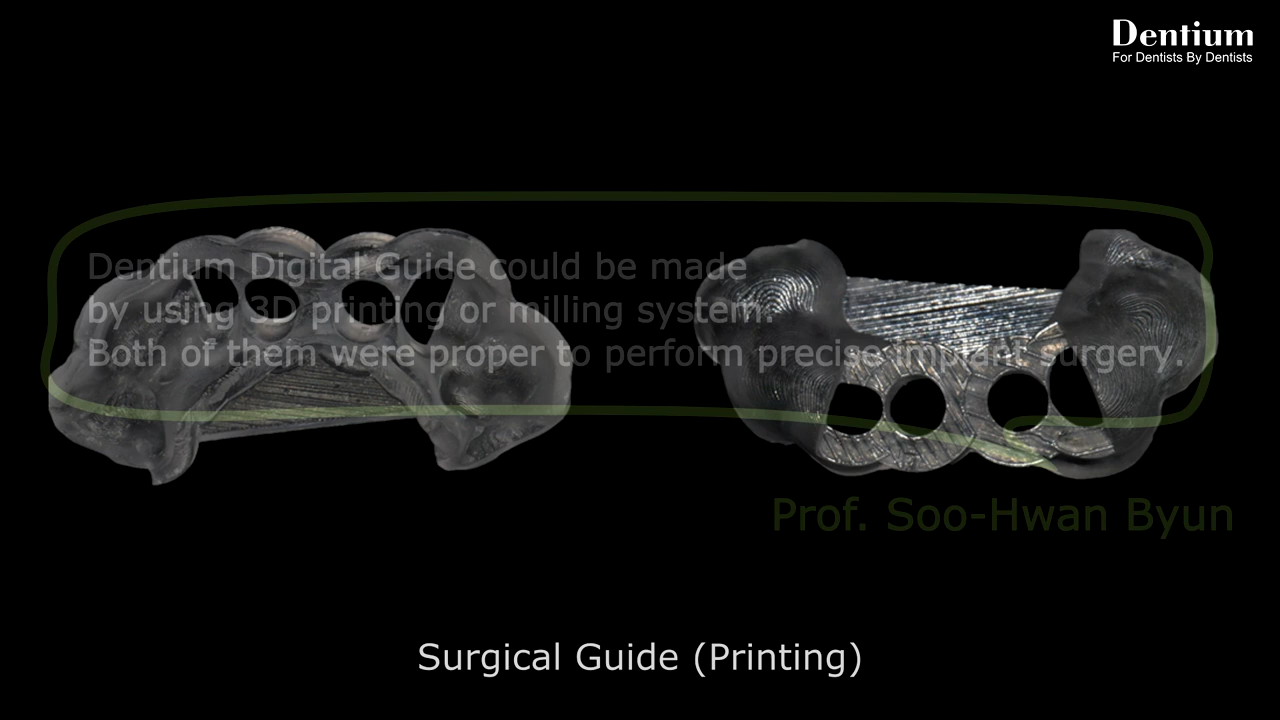 Dentium
For Dentists By Dentists
Dentium Digital Guide could be made
by using 3D printing or milling system.
Both of them were proper to perform precise implant surgery.
Prof. Soo-Hwan Byun
Surgical Guide (Printing)